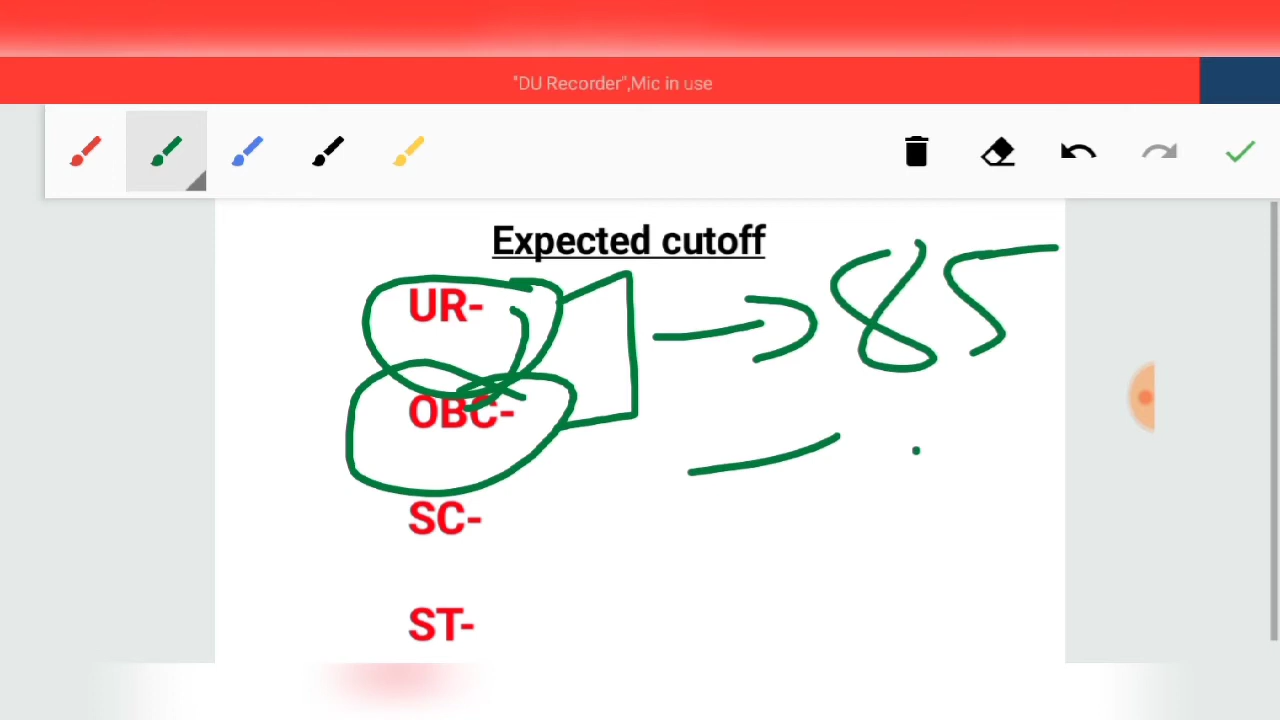 "DU Recorder",Mic in use
Expected cutoff
UR-
85
OBC-
SC-
ST-